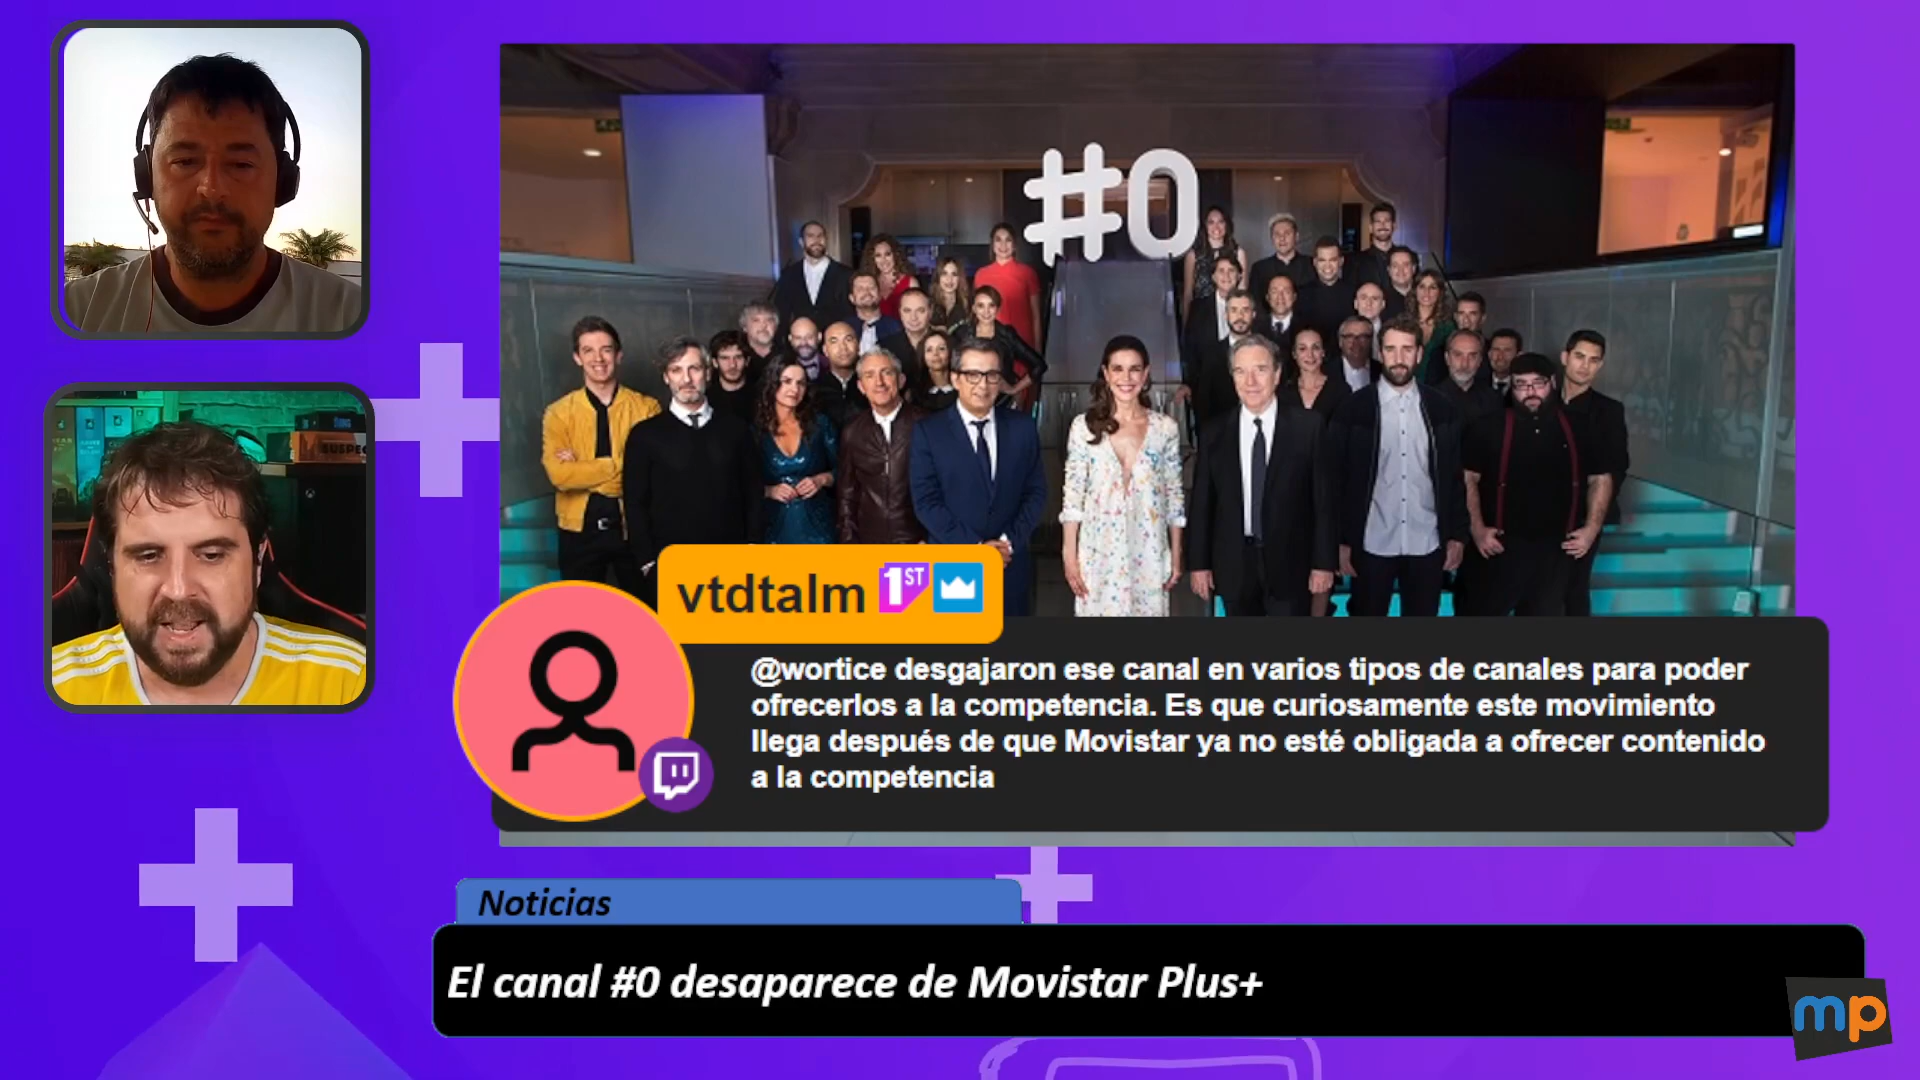 #0
SUSPE
vtdtalm 1ST
@wortice desgajaron ese canal en varios tipos de canales para poder
ofrecerlos a la competencia. Es que curiosamente este movimiento
llega después de que Movistar ya no esté obligada a ofrecer contenido
a la competencia
Noticias
El canal #0 desaparece de Movistar Plus+
mp